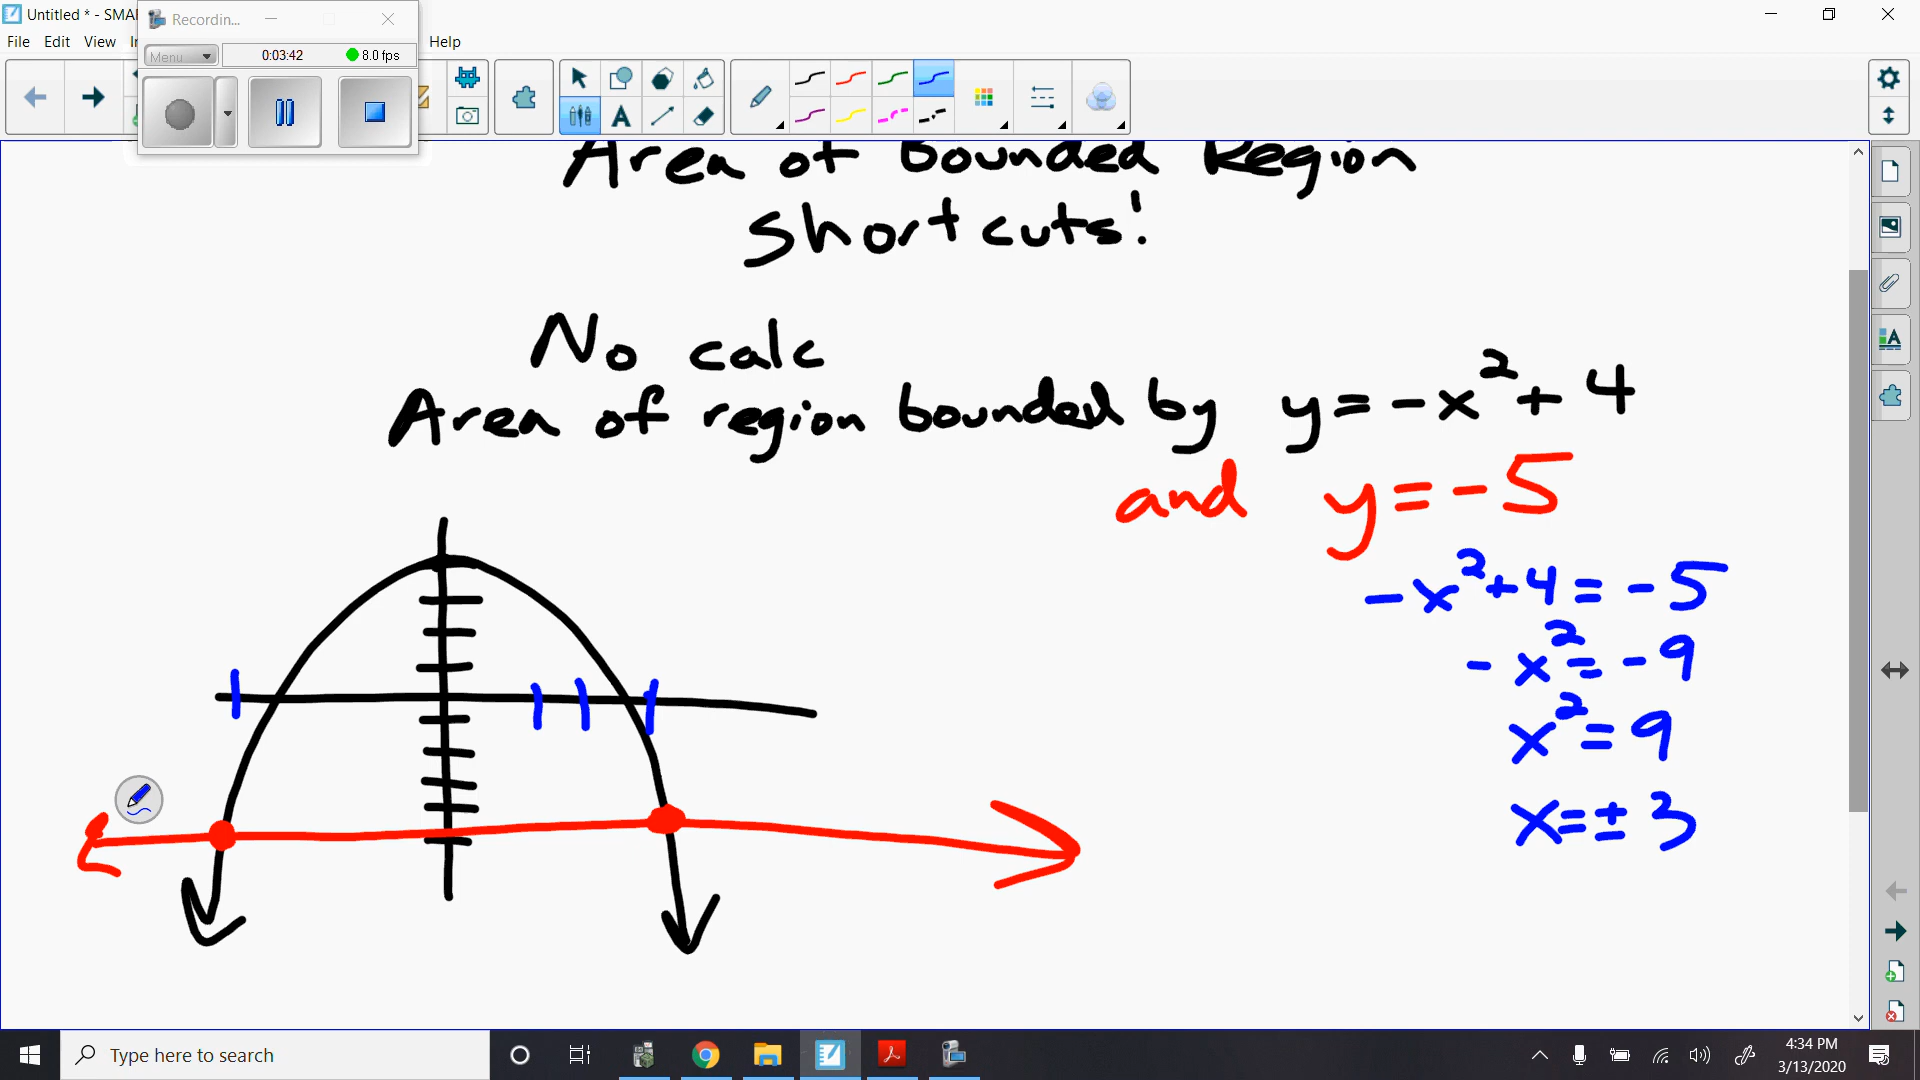 Untitled * - SMA
Recordin...
File Edit View In Help
Menu 0:03:42 8.0 fps
Area of Bounded Region
shortcuts!
No calc
Area of region bounded by y = -x² + 4
and y = -5
-x² + 4 = -5
-x² = -9
x² = 9
x = ± 3
Type here to search
4:34 PM
3/13/2020